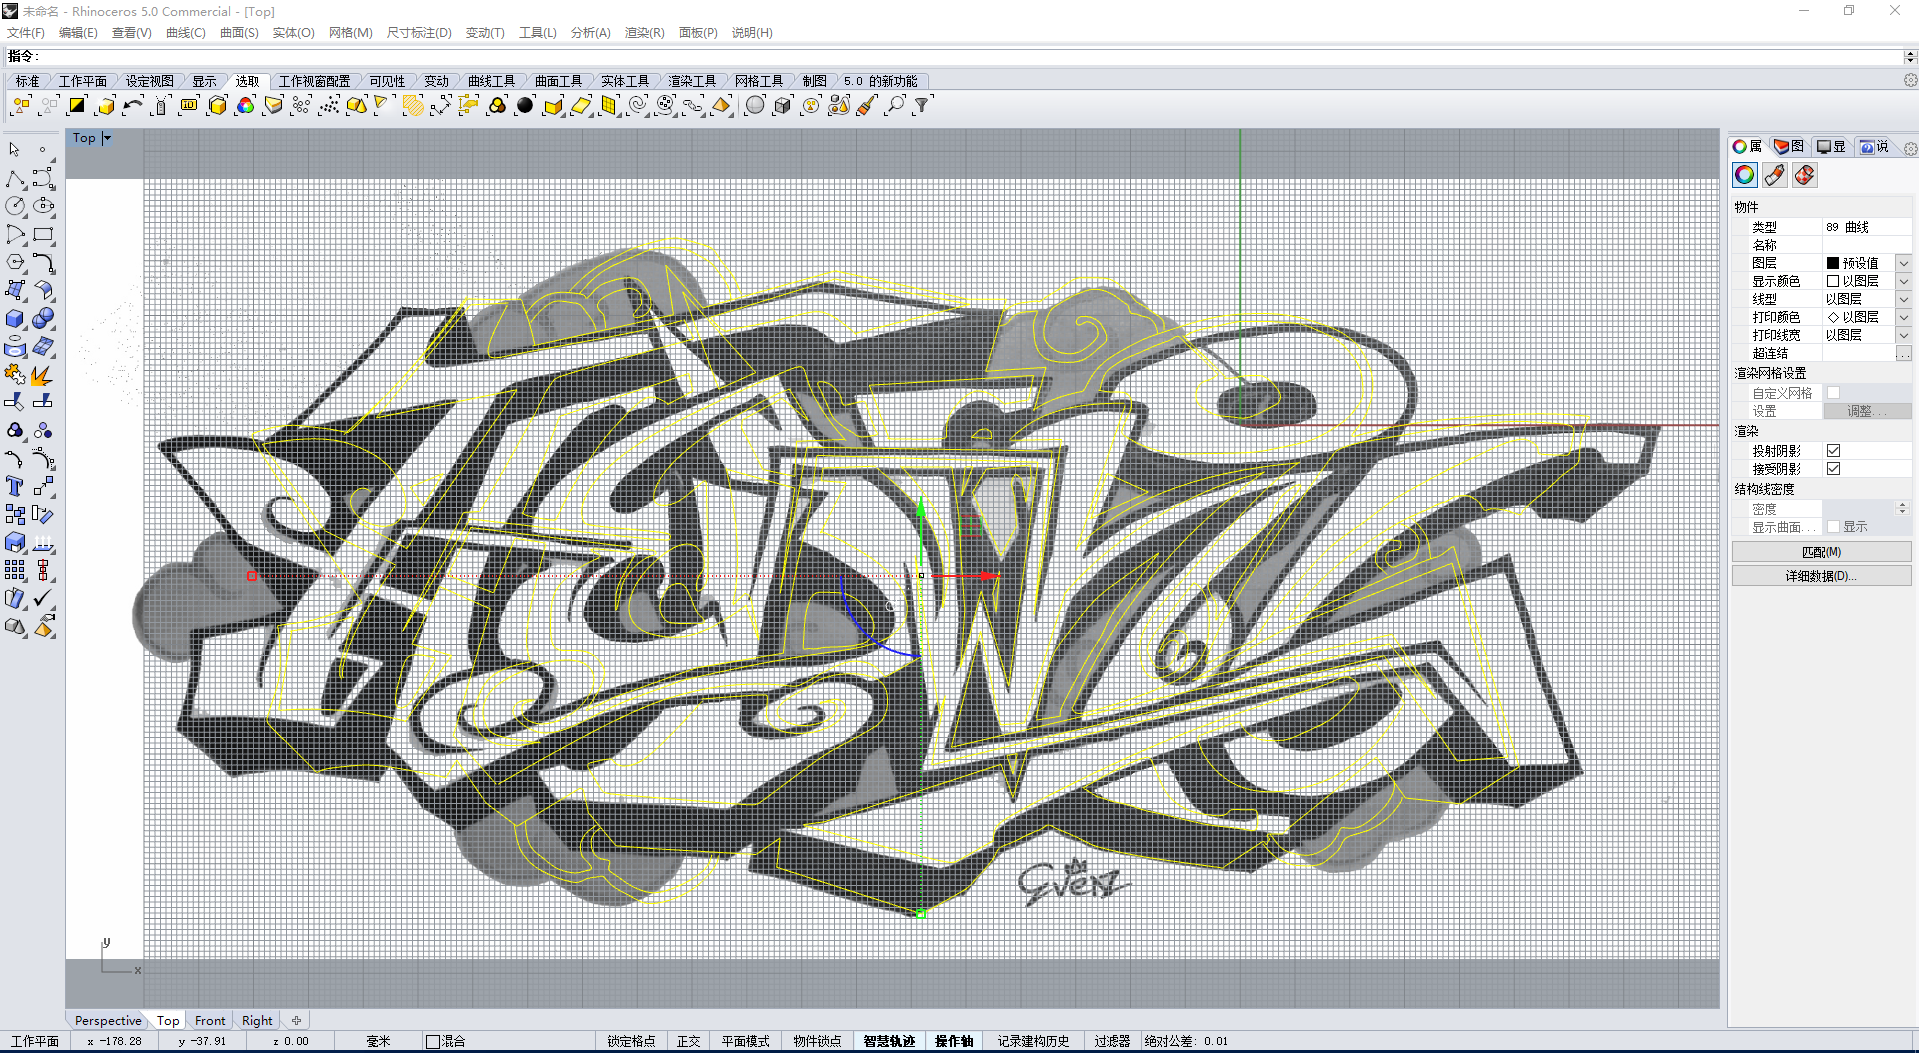 未命名 - Rhinoceros 5.0 Commercial - [Top]
文件(F) 编辑(E) 查看(V) 曲线(C) 曲面(S) 实体(O) 网格(M) 尺寸标注(D) 变动(T) 工具(L) 分析(A) 渲染(R) 面板(P) 说明(H)
指令:
标准 工作平面 设定视图 显示 选取 工作视窗配置 可见性 变动 曲线工具 曲面工具 实体工具 渲染工具 网格工具 制图 5.0 的新功能
Top
属 图 显 说
物件
类型 89 曲线
名称
图层 预设值
显示颜色 以图层
线型 以图层
打印颜色 以图层
打印线宽 以图层
超连结 ...
渲染网格设置
自定义网格
设置 调整...
渲染
投射阴影
接受阴影
结构线密度
密度
显示曲面... 显示
匹配(M)
详细数据(D)...
y
x
Perspective Top Front Right
工作平面 x -178.28 y -37.91 z 0.00 毫米 混合 锁定格点 正交 平面模式 物件锁点 智慧轨迹 操作轴 记录建构历史 过滤器 绝对公差: 0.01